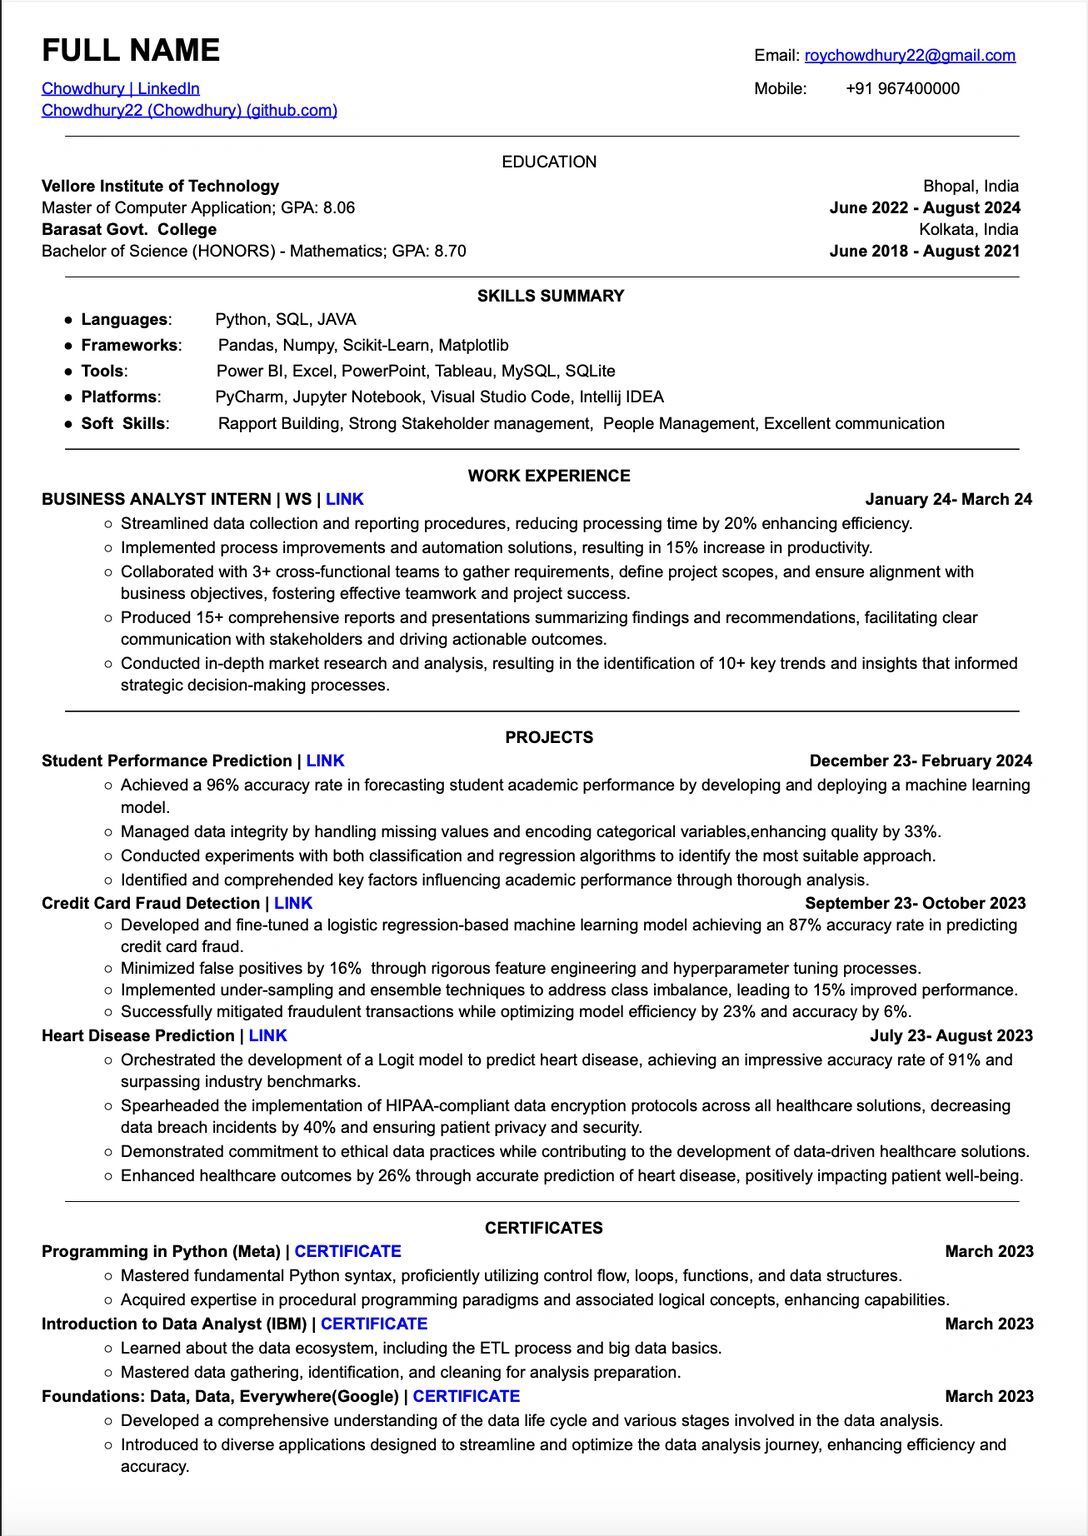 FULL NAME
Email: roychowdhury22@gmail.com
Chowdhury | LinkedIn
Mobile: +91 967400000
Chowdhury22 (Chowdhury) (github.com)
EDUCATION
Vellore Institute of Technology Bhopal, India
Master of Computer Application; GPA: 8.06 June 2022 - August 2024
Barasat Govt. College Kolkata, India
Bachelor of Science (HONORS) - Mathematics; GPA: 8.70 June 2018 - August 2021
SKILLS SUMMARY
● Languages: Python, SQL, JAVA
● Frameworks: Pandas, Numpy, Scikit-Learn, Matplotlib
● Tools: Power BI, Excel, PowerPoint, Tableau, MySQL, SQLite
● Platforms: PyCharm, Jupyter Notebook, Visual Studio Code, Intellij IDEA
● Soft Skills: Rapport Building, Strong Stakeholder management, People Management, Excellent communication
WORK EXPERIENCE
BUSINESS ANALYST INTERN | WS | LINK January 24- March 24
○ Streamlined data collection and reporting procedures, reducing processing time by 20% enhancing efficiency.
○ Implemented process improvements and automation solutions, resulting in 15% increase in productivity.
○ Collaborated with 3+ cross-functional teams to gather requirements, define project scopes, and ensure alignment with
business objectives, fostering effective teamwork and project success.
○ Produced 15+ comprehensive reports and presentations summarizing findings and recommendations, facilitating clear
communication with stakeholders and driving actionable outcomes.
○ Conducted in-depth market research and analysis, resulting in the identification of 10+ key trends and insights that informed
strategic decision-making processes.
PROJECTS
Student Performance Prediction | LINK December 23- February 2024
○ Achieved a 96% accuracy rate in forecasting student academic performance by developing and deploying a machine learning
model.
○ Managed data integrity by handling missing values and encoding categorical variables,enhancing quality by 33%.
○ Conducted experiments with both classification and regression algorithms to identify the most suitable approach.
○ Identified and comprehended key factors influencing academic performance through thorough analysis.
Credit Card Fraud Detection | LINK September 23- October 2023
○ Developed and fine-tuned a logistic regression-based machine learning model achieving an 87% accuracy rate in predicting
credit card fraud.
○ Minimized false positives by 16% through rigorous feature engineering and hyperparameter tuning processes.
○ Implemented under-sampling and ensemble techniques to address class imbalance, leading to 15% improved performance.
○ Successfully mitigated fraudulent transactions while optimizing model efficiency by 23% and accuracy by 6%.
Heart Disease Prediction | LINK July 23- August 2023
○ Orchestrated the development of a Logit model to predict heart disease, achieving an impressive accuracy rate of 91% and
surpassing industry benchmarks.
○ Spearheaded the implementation of HIPAA-compliant data encryption protocols across all healthcare solutions, decreasing
data breach incidents by 40% and ensuring patient privacy and security.
○ Demonstrated commitment to ethical data practices while contributing to the development of data-driven healthcare solutions.
○ Enhanced healthcare outcomes by 26% through accurate prediction of heart disease, positively impacting patient well-being.
CERTIFICATES
Programming in Python (Meta) | CERTIFICATE March 2023
○ Mastered fundamental Python syntax, proficiently utilizing control flow, loops, functions, and data structures.
○ Acquired expertise in procedural programming paradigms and associated logical concepts, enhancing capabilities.
Introduction to Data Analyst (IBM) | CERTIFICATE March 2023
○ Learned about the data ecosystem, including the ETL process and big data basics.
○ Mastered data gathering, identification, and cleaning for analysis preparation.
Foundations: Data, Data, Everywhere(Google) | CERTIFICATE March 2023
○ Developed a comprehensive understanding of the data life cycle and various stages involved in the data analysis.
○ Introduced to diverse applications designed to streamline and optimize the data analysis journey, enhancing efficiency and
accuracy.